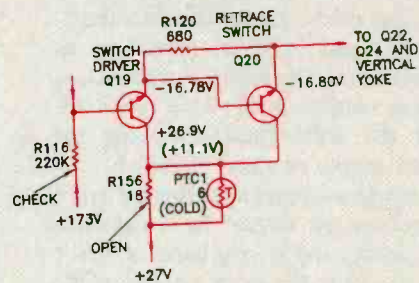 R120
680
RETRACE
SWITCH
SWITCH
DRIVER
Q19
Q20
TO Q22,
Q24 AND
VERTICAL
YOKE
-16.78V
-16.80V
+26.9V
(+11.1V)
R116
220K
CHECK
+173V
R156
18
OPEN
PTC1
6
(COLD)
T
+27V